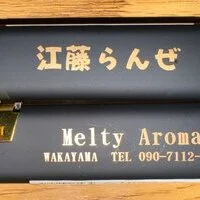 江藤らんぜ
Melty Aroma
WAKAYAMA TEL 090-7112-